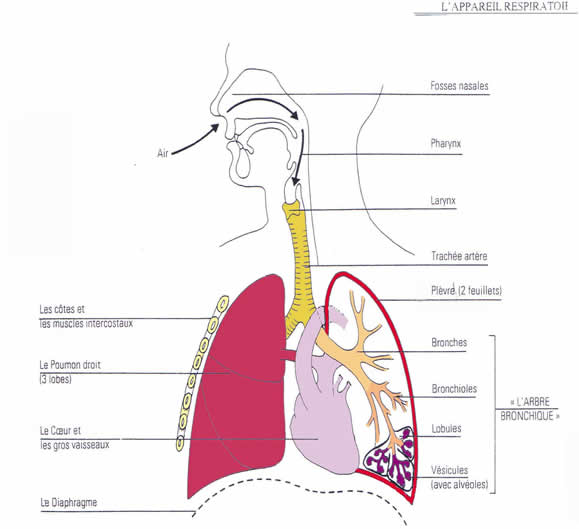 L'APPAREIL RESPIRATOII
Fosses nasales
Air
Pharynx
Larynx
Trachée artère
Plèvre (2 feuillets)
Les côtes et
les muscles intercostaux
Bronches
Le Poumon droit
(3 lobes)
Bronchioles
« L'ARBRE
BRONCHIQUE »
Le Cœur et
les gros vaisseaux
Lobules
Vésicules
(avec alvéoles)
Le Diaphragme